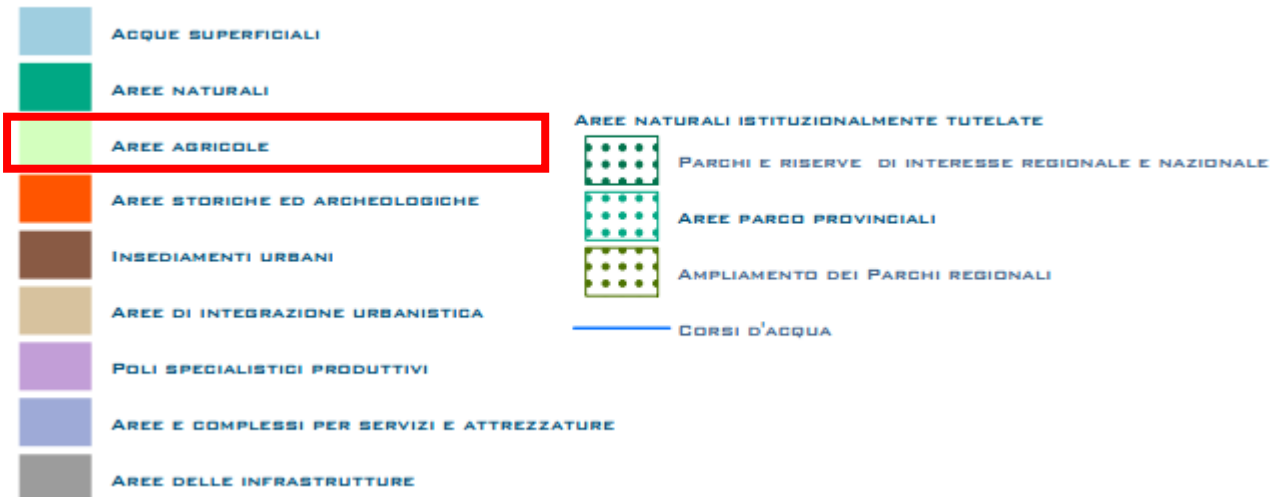 Acque superficiali
Aree naturali
Aree agricole
Aree storiche ed archeologiche
Insediamenti urbani
Aree di integrazione urbanistica
Poli specialistici produttivi
Aree e complessi per servizi e attrezzature
Aree delle infrastrutture
Aree naturali istituzionalmente tutelate
Parchi e riserve di interesse regionale e nazionale
Aree parco provinciali
Ampliamento dei Parchi regionali
Corsi d'acqua